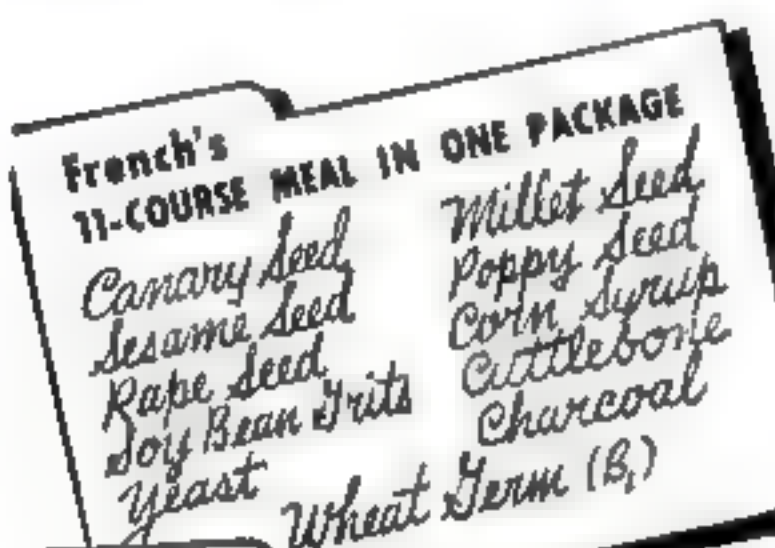 French's
11-COURSE MEAL IN ONE PACKAGE
Canary Seed
Sesame Seed
Rape Seed
Soy Bean Grits
Yeast
Millet Seed
Poppy Seed
Corn Syrup
Cuttlebone
Charcoal
Wheat Germ (B₁)